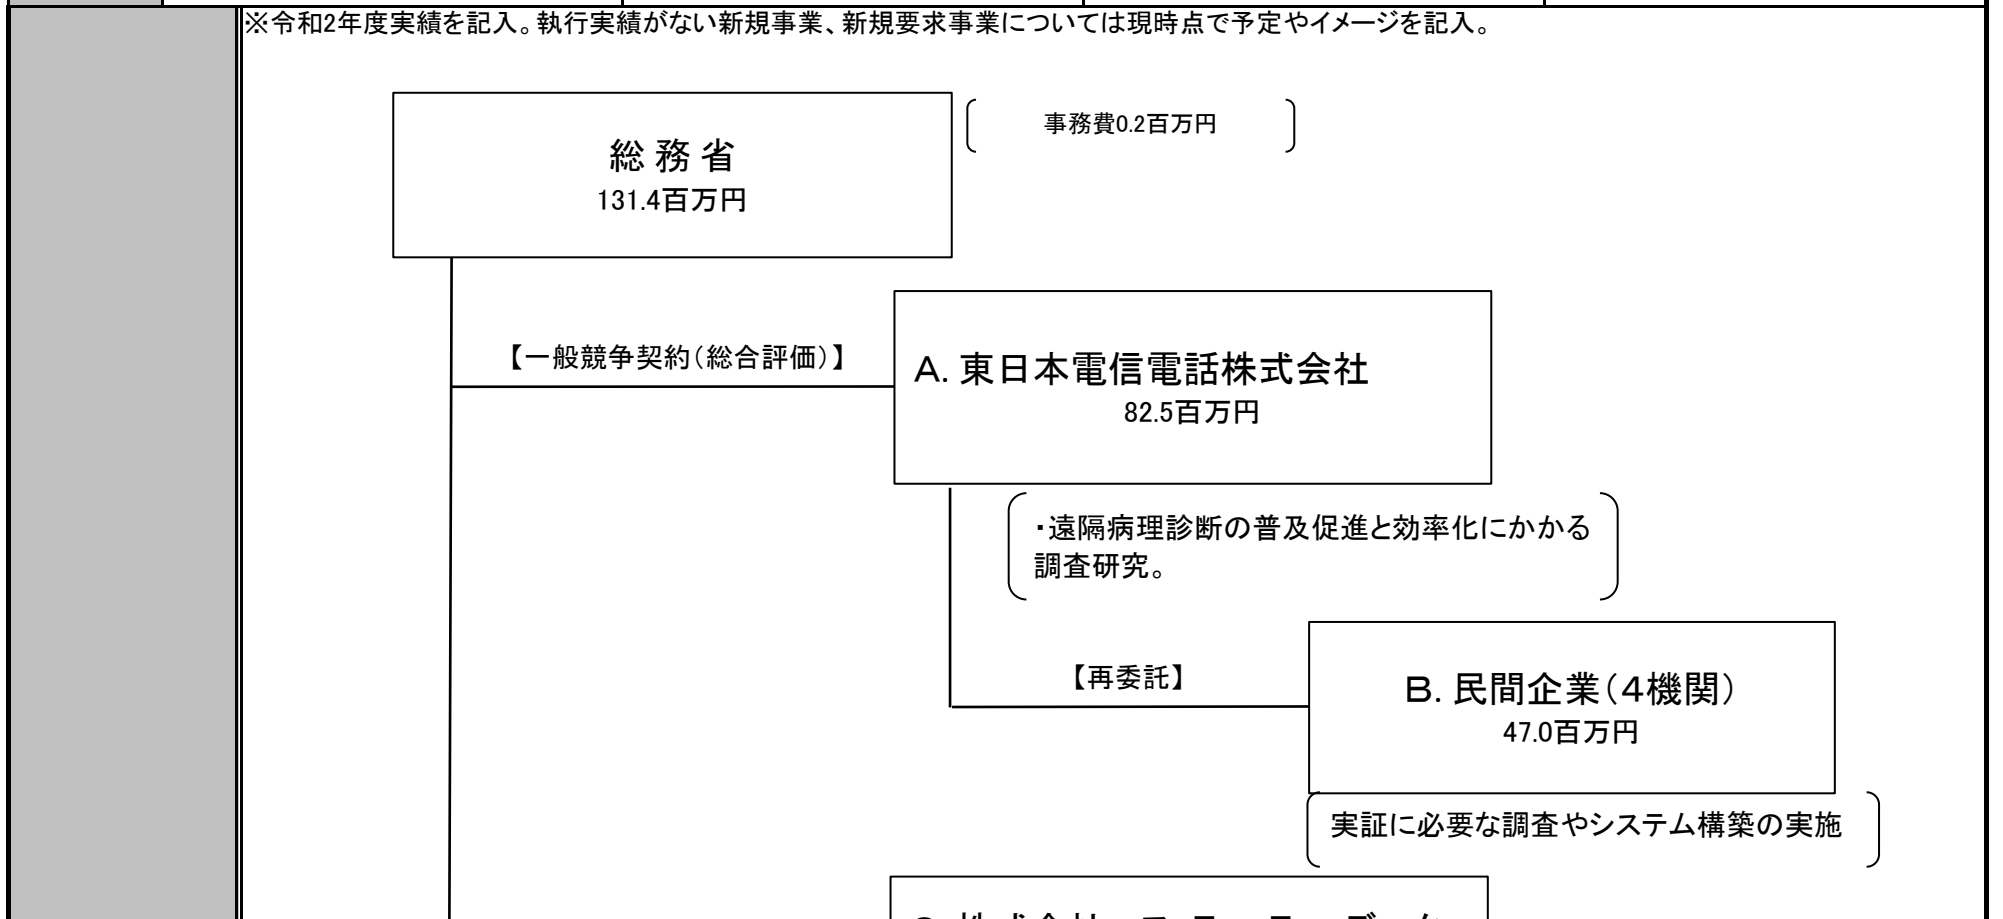 ※令和2年度実績を記入。執行実績がない新規事業、新規要求事業については現時点で予定やイメージを記入。
総 務 省
131.4百万円
事務費0.2百万円
【一般競争契約（総合評価）】
Ａ. 東日本電信電話株式会社
82.5百万円
・遠隔病理診断の普及促進と効率化にかかる
調査研究。
【再委託】
Ｂ. 民間企業（４機関）
47.0百万円
実証に必要な調査やシステム構築の実施